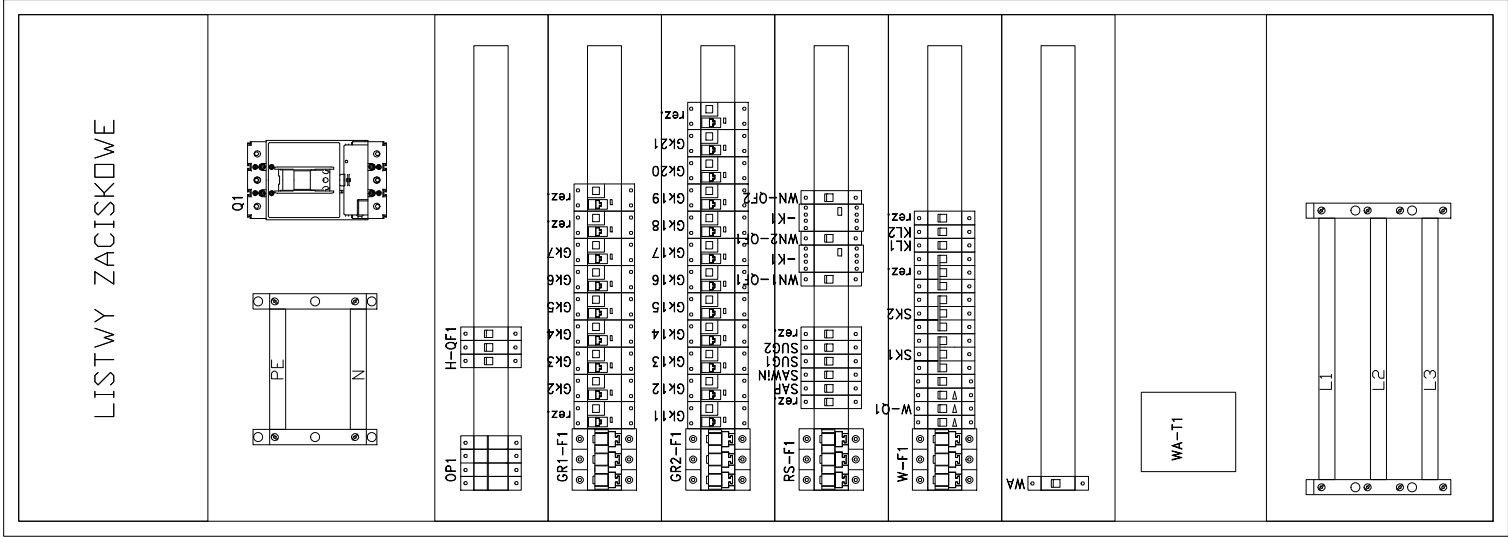 LISTWY ZACISKOWE
Q1
PE
N
H-QF1
OP1
rez.
rez.
Gk7
Gk6
Gk5
Gk4
Gk3
Gk2
rez.
GR1-F1
rez.
Gk21
Gk20
Gk19
Gk18
Gk17
Gk16
Gk15
Gk14
Gk13
Gk12
Gk11
GR2-F1
WN-QF2
-K1
WN2-QF1
-K1
WN1-QF1
rez.
SUG2
SUG1
SAWiN
SAP
rez.
RS-F1
rez.
KL2
KL1
rez.
SK2
SK1
W-Q1
W-F1
WA
WA-T1
L1
L2
L3